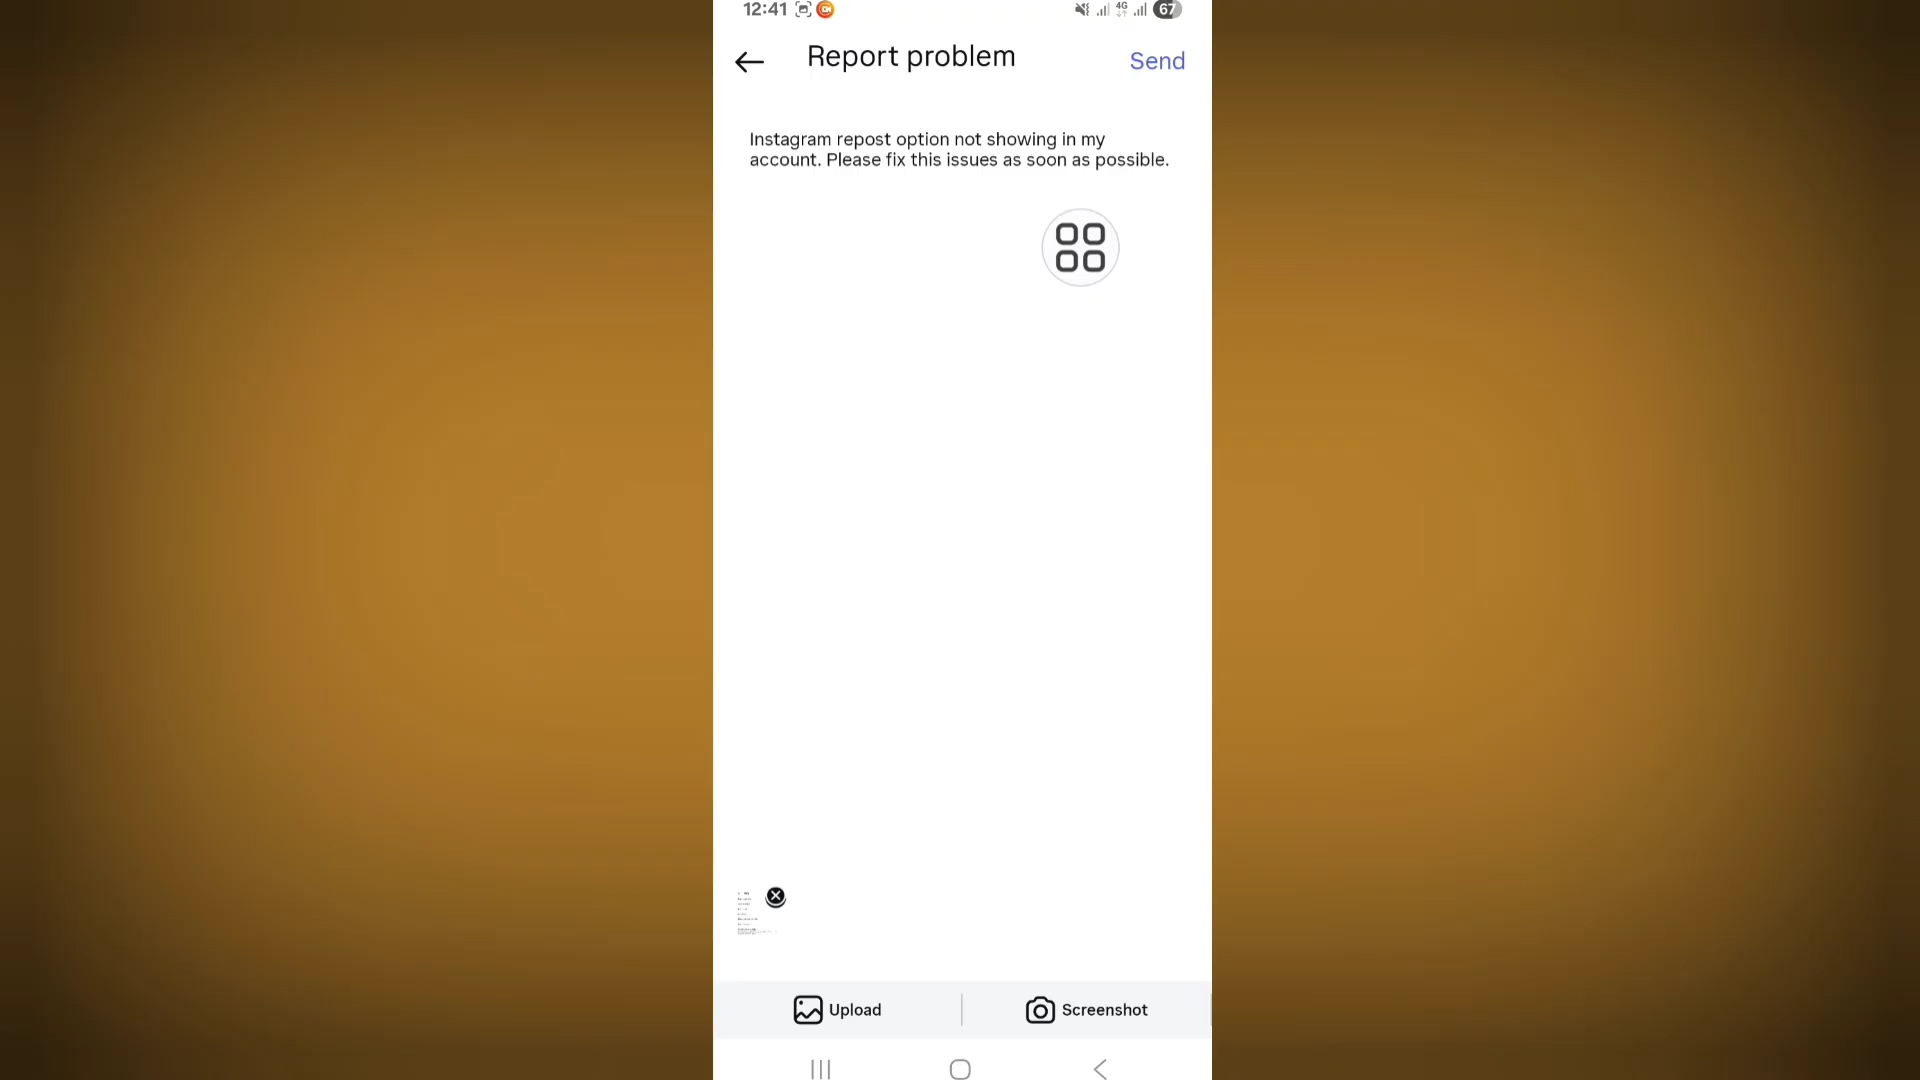 12:41
4G
67
Report problem
Send
Instagram repost option not showing in my
account. Please fix this issues as soon as possible.
Upload
Screenshot